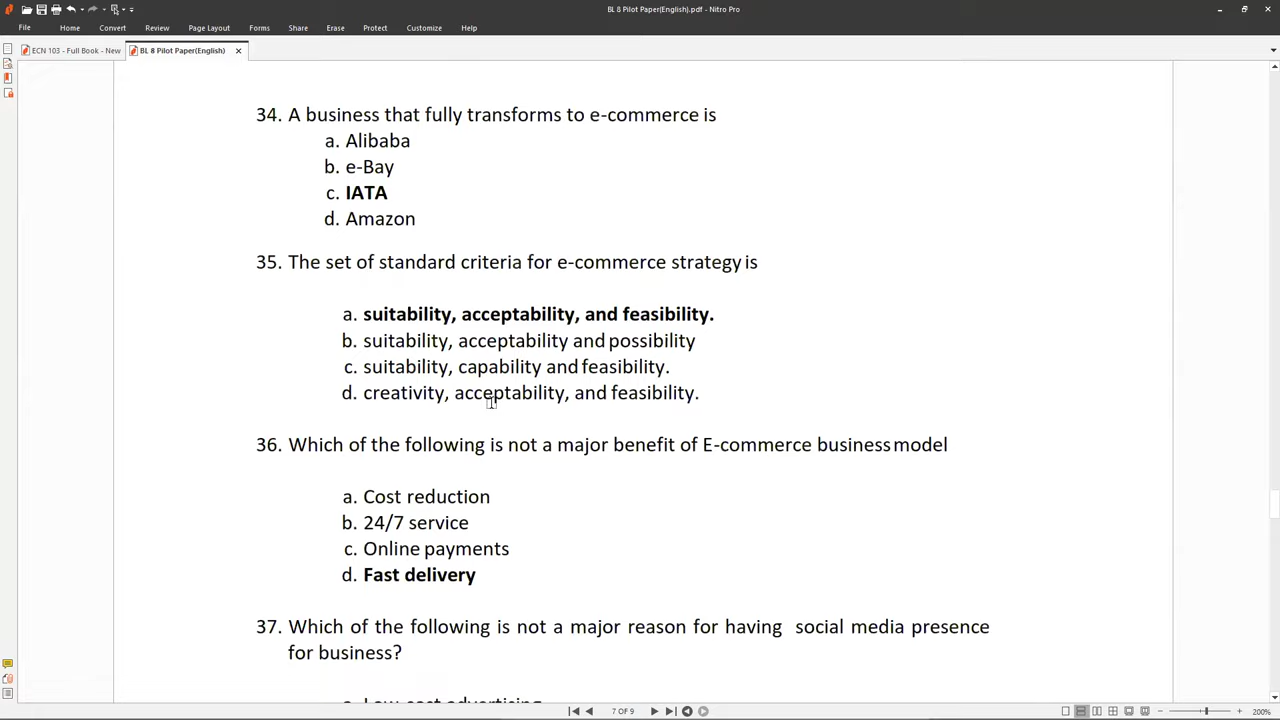 BL 8 Pilot Paper(English).pdf - Nitro Pro
File Home Convert Review Page Layout Forms Share Erase Protect Customize Help
ECN 103 - Full Book - New BL 8 Pilot Paper(English)
34. A business that fully transforms to e-commerce is
a. Alibaba
b. e-Bay
c. IATA
d. Amazon
35. The set of standard criteria for e-commerce strategy is
a. suitability, acceptability, and feasibility.
b. suitability, acceptability and possibility
c. suitability, capability and feasibility.
d. creativity, acceptability, and feasibility.
36. Which of the following is not a major benefit of E-commerce business model
a. Cost reduction
b. 24/7 service
c. Online payments
d. Fast delivery
37. Which of the following is not a major reason for having social media presence
for business?
a. Low cost advertising
7 OF 9
200%